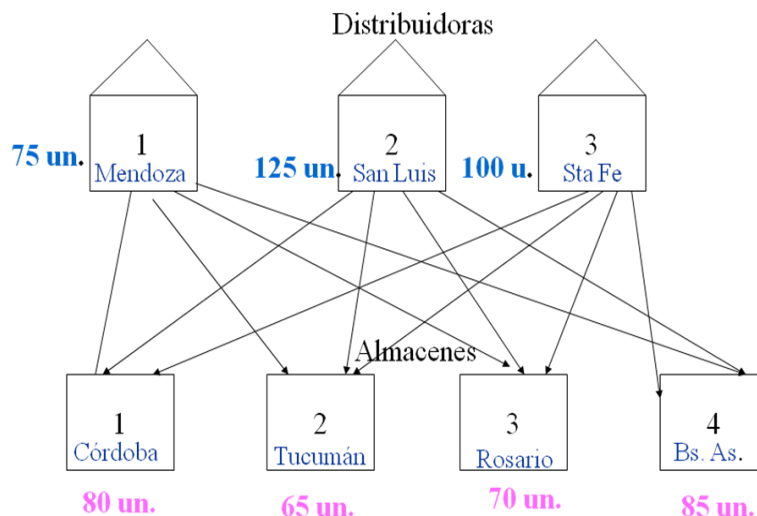 Distribuidoras
1
Mendoza
75 un.
2
San Luis
125 un.
3
Sta Fe
100 u.
Almacenes
1
Córdoba
2
Tucumán
3
Rosario
4
Bs. As.
80 un.
65 un.
70 un.
85 un.